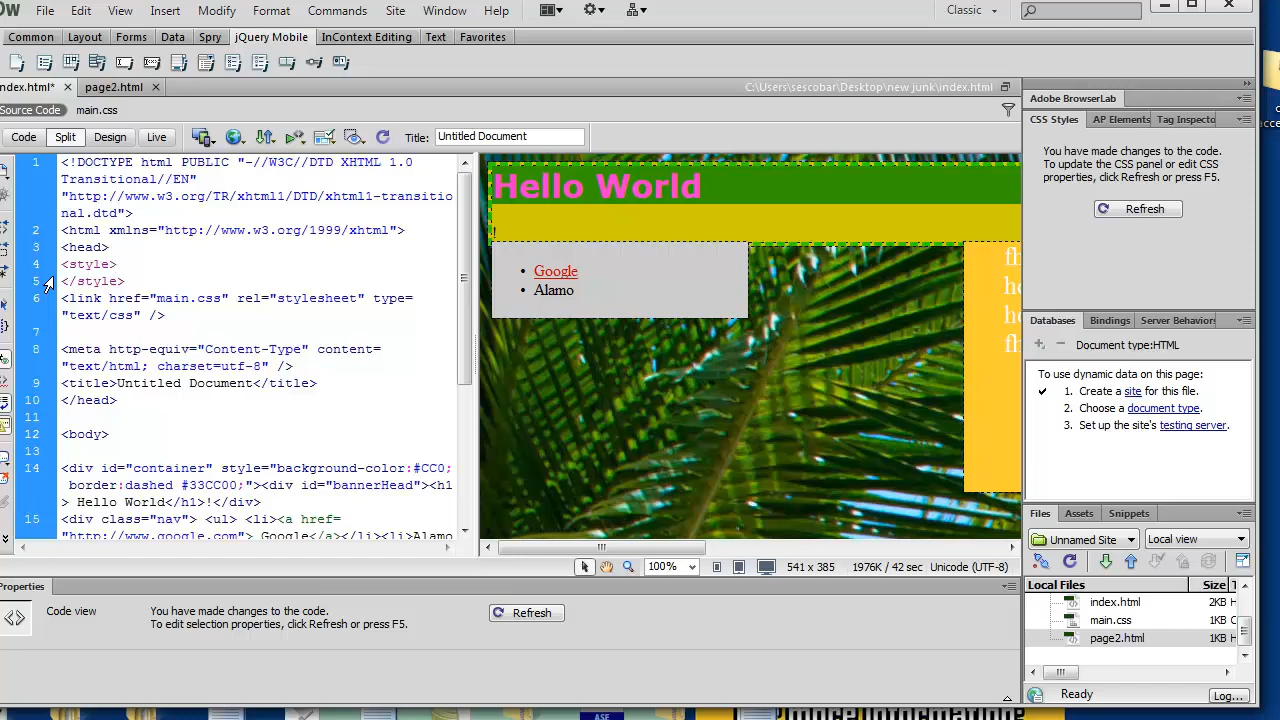 File Edit View Insert Modify Format Commands Site Window Help Classic
Common Layout Forms Data Spry jQuery Mobile InContext Editing Text Favorites
ndex.html* × page2.html × C:\Users\sescobar\Desktop\new junk\index.html
Source Code main.css
Code Split Design Live Title: Untitled Document
1 <!DOCTYPE html PUBLIC "-//W3C//DTD XHTML 1.0
Transitional//EN"
"http://www.w3.org/TR/xhtml1/DTD/xhtml1-transitio
nal.dtd">
2 <html xmlns="http://www.w3.org/1999/xhtml">
3 <head>
4 <style>
5 </style>
6 <link href="main.css" rel="stylesheet" type=
"text/css" />
7
8 <meta http-equiv="Content-Type" content=
"text/html; charset=utf-8" />
9 <title>Untitled Document</title>
10 </head>
11
12 <body>
13
14 <div id="container" style="background-color:#CC0;
border:dashed #33CC00;"><div id="bannerHead"><h1
> Hello World</h1>!</div>
15 <div class="nav"> <ul> <li><a href=
"http://www.google.com"> Google</a></li><li>Alamo
Hello World
!
• Google
• Alamo
100% 541 x 385 1976K / 42 sec Unicode (UTF-8)
Properties
Code view You have made changes to the code.
To edit selection properties, click Refresh or press F5.
Refresh
Adobe BrowserLab
CSS Styles AP Elements Tag Inspecto
You have made changes to the code.
To update the CSS panel or edit CSS
properties, click Refresh or press F5.
Refresh
Databases Bindings Server Behaviors
Document type:HTML
To use dynamic data on this page:
1. Create a site for this file.
2. Choose a document type.
3. Set up the site's testing server.
Files Assets Snippets
Unnamed Site Local view
Local Files Size
index.html 2KB H
main.css 1KB
page2.html 1KB H
Ready Log...
ASE more information?